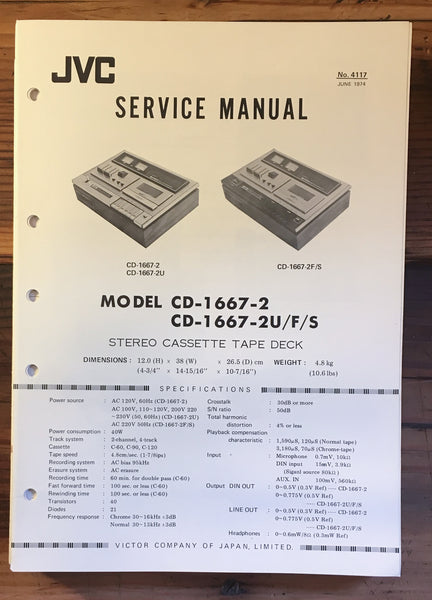 JVC
No. 4117
JUNE 1974
SERVICE MANUAL
CD-1667-2
CD-1667-2U
CD-1667-2F/S
MODEL CD-1667-2
CD-1667-2U/F/S
STEREO CASSETTE TAPE DECK
DIMENSIONS : 12.0 (H) × 38 (W) × 26.5 (D) cm WEIGHT : 4.8 kg
(4-3/4" × 14-15/16" × 10-7/16") (10.6 lbs)
SPECIFICATIONS
Power source : AC 120V, 60Hz (CD-1667-2)
AC 100V, 110~120V, 200V 220
~230V (50, 60Hz) (CD-1667-2U)
AC 220V 50Hz (CD-1667-2F/S)
Power consumption : 40W
Track system : 2-channel, 4-track
Cassette : C-60, C-90, C-120
Tape speed : 4.8cm/sec. (1-7/8 ips)
Recording system : AC bias 95kHz
Erasure system : AC erasure
Recording time : 60 min. for double pass (C-60)
Fast forward time : 100 sec. or less (C-60)
Rewinding time : 100 sec. or less (C-60)
Transistors : 40
Diodes : 21
Frequency response : Chrome 30~16kHz ±3dB
Normal 30~13kHz ±3dB
Crosstalk : 30dB or more
S/N ratio : 50dB
Total harmonic
distortion : 4% or less
Playback compensation
characteristic : 1,590μS, 120μS (Normal tape)
3,180μS, 70μS (Chrome-tape)
Input : Microphone 0.7mV, 10kΩ
DIN input 15mV, 3.9kΩ
(Signal source 80kΩ)
AUX. IN 100mV, 560kΩ
Output DIN OUT : 0~0.5V (0.3V Ref) ---- CD-1667-2
0~0.775V (0.5V Ref)
---- CD-1667-2U/F/S
LINE OUT : 0~0.5V (0.3V Ref) ---- CD-1667-2
0~0.775V (0.5V Ref)
---- CD-1667-2U/F/S
Headphones : 0~0.6mW/8Ω (0.3mW Ref)
VICTOR COMPANY OF JAPAN, LIMITED.